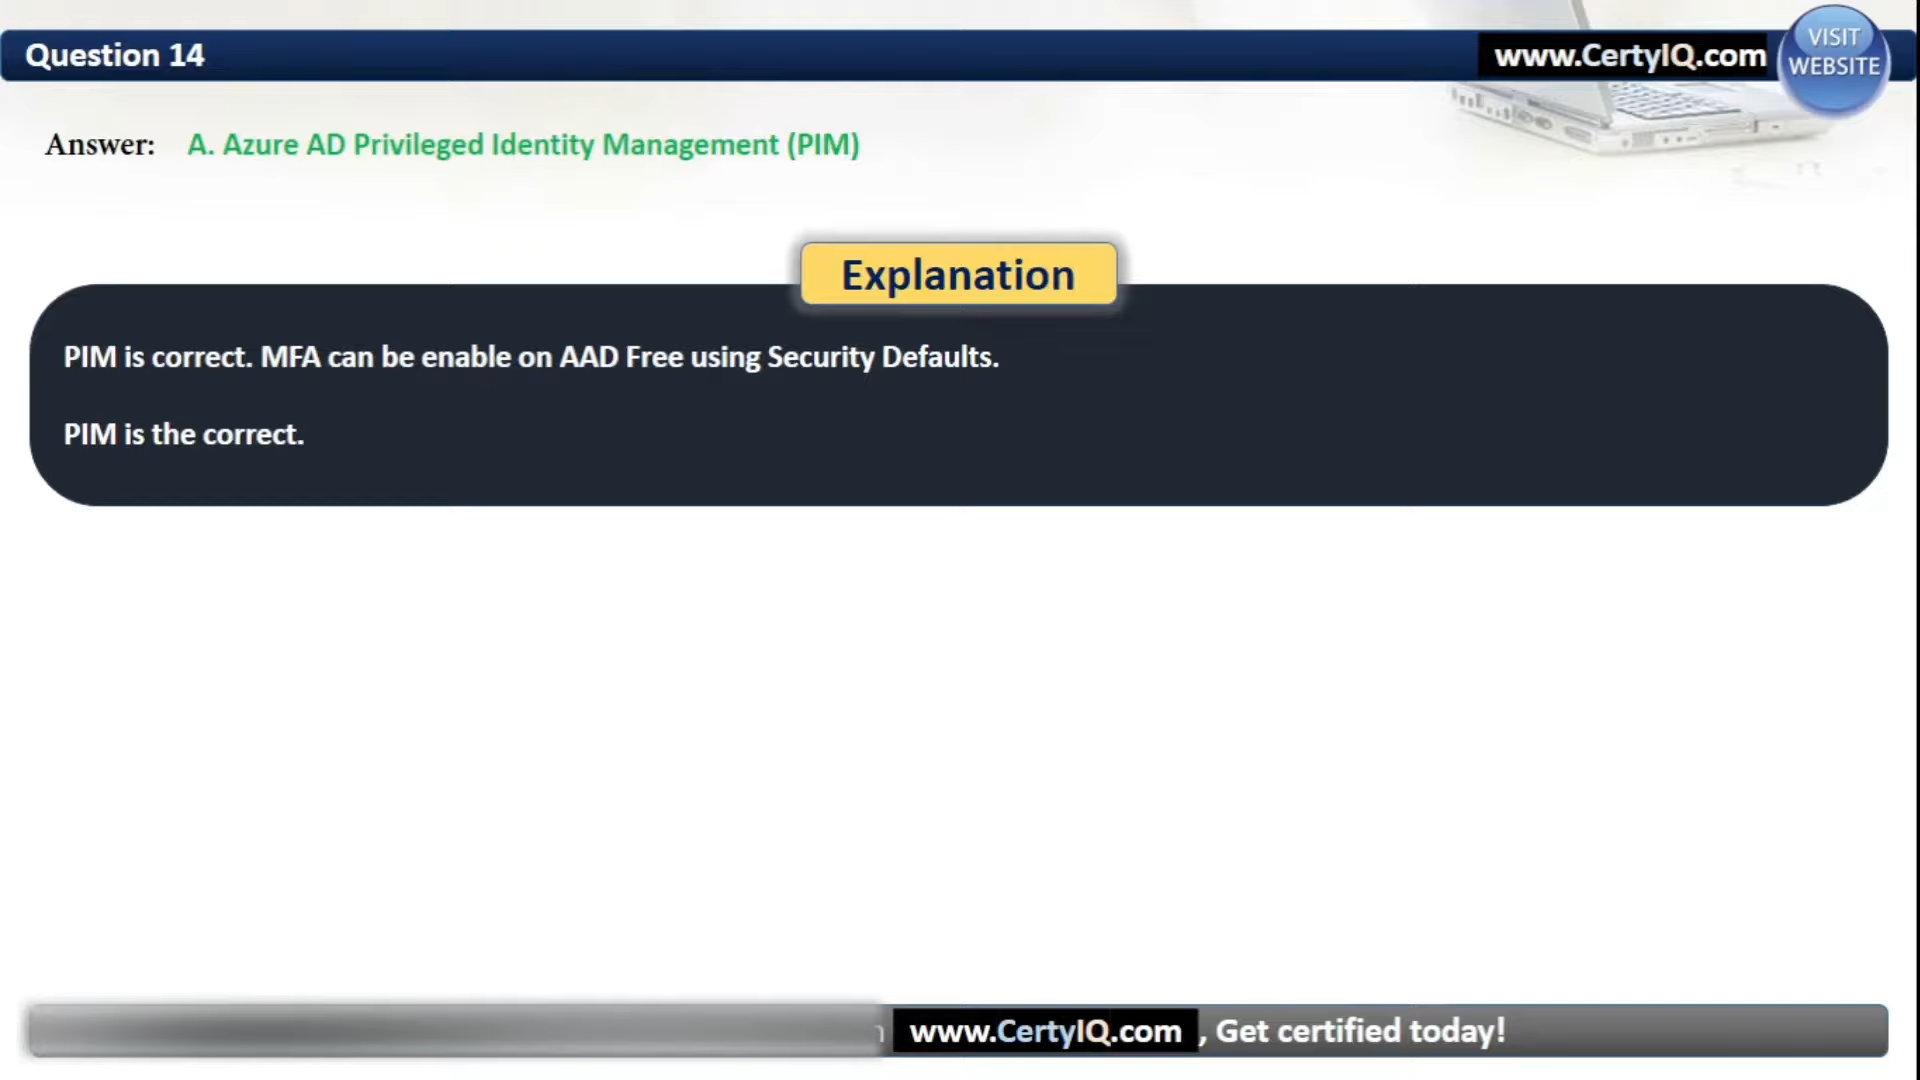 Question 14
www.CertyIQ.com
VISIT
WEBSITE
Answer: A. Azure AD Privileged Identity Management (PIM)
Explanation
PIM is correct. MFA can be enable on AAD Free using Security Defaults.
PIM is the correct.
www.CertyIQ.com , Get certified today!